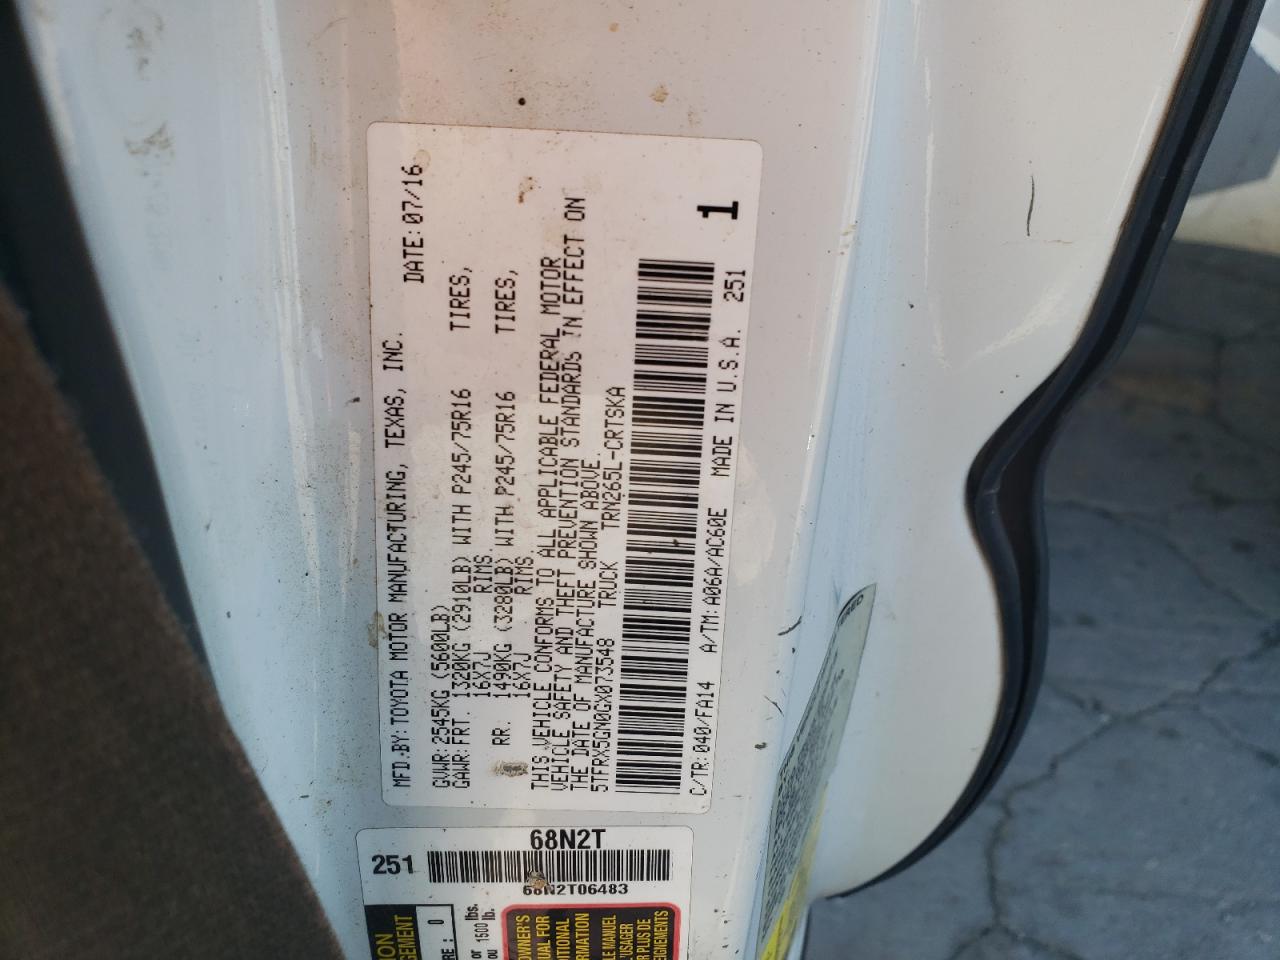 MFD.BY: TOYOTA MOTOR MANUFACTURING, TEXAS, INC.
DATE: 07/16
GVWR: 2545KG (5600LB)
GAWR: FRT. 1320KG (2910LB) WITH P245/75R16 TIRES,
16X7J RIMS.
RR. 1490KG (3280LB) WITH P245/75R16 TIRES,
16X7J RIMS.
THIS VEHICLE CONFORMS TO ALL APPLICABLE FEDERAL MOTOR
VEHICLE SAFETY AND THEFT PREVENTION STANDARDS IN EFFECT ON
THE DATE OF MANUFACTURE SHOWN ABOVE.
5TFRX5GN0GX073548 TRUCK TRN265L-CRTSKA
1
C/TR: 040/FA14 A/TM: A06A/AC60E MADE IN U.S.A. 251
68N2T
251
68N2T06483
OWNER'S
FOR